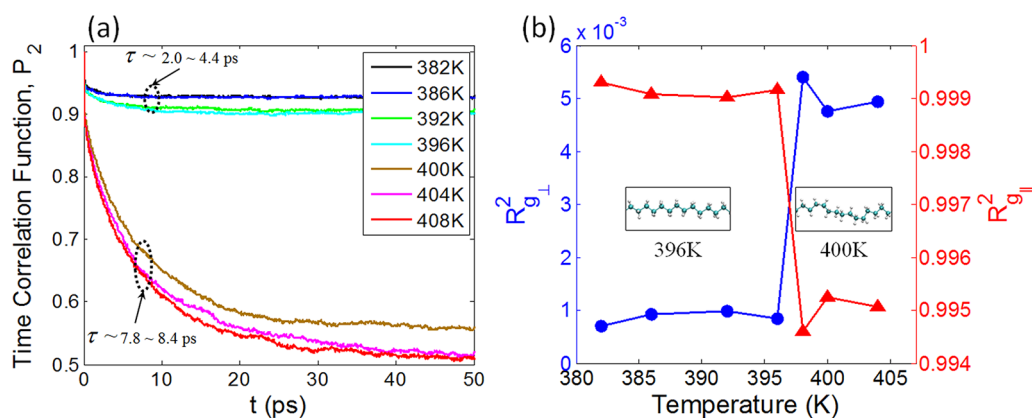 (a)
Time Correlation Function, P2
1
0.9
0.8
0.7
0.6
0.5
0
10
20
30
40
50
t (ps)
τ ~ 2.0 ~ 4.4 ps
τ ~ 7.8 ~ 8.4 ps
382K
386K
392K
396K
400K
404K
408K
(b)
6 x 10⁻³
5
4
3
2
1
0
R²g⊥
380
385
390
395
400
405
Temperature (K)
396K
400K
1
0.999
0.998
0.997
0.996
0.995
0.994
R²g∥